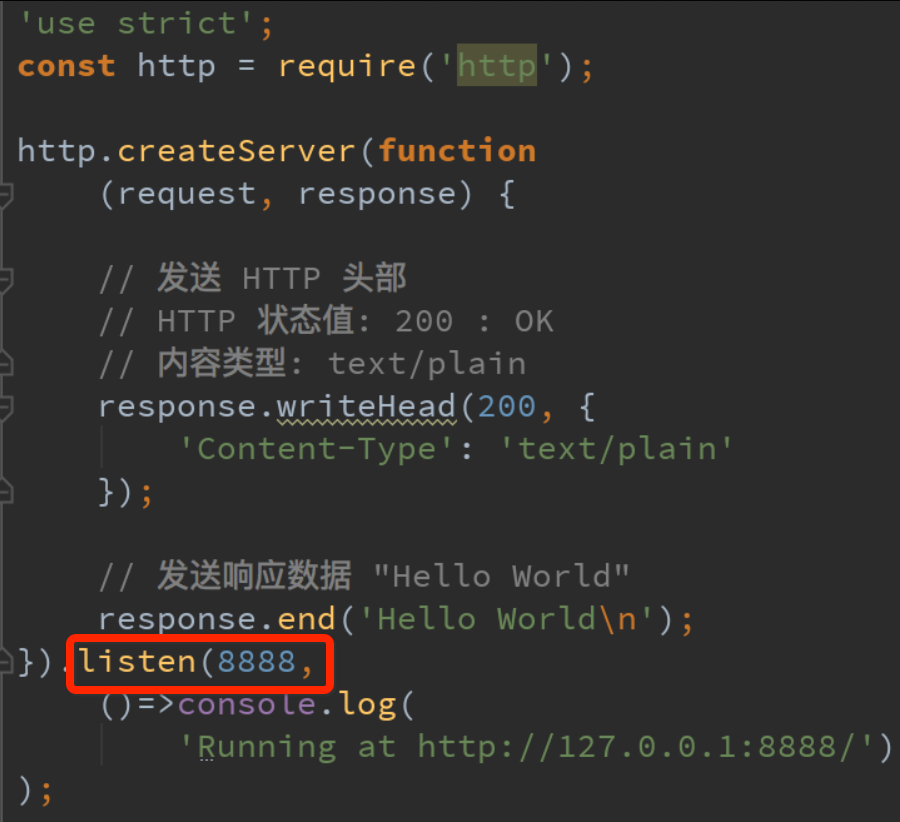 'use strict';
const http = require('http');
http.createServer(function
(request, response) {
// 发送 HTTP 头部
// HTTP 状态值: 200 : OK
// 内容类型: text/plain
response.writeHead(200, {
'Content-Type': 'text/plain'
});
// 发送响应数据 "Hello World"
response.end('Hello World\n');
}).listen(8888,
()=>console.log(
'Running at http://127.0.0.1:8888/')
);